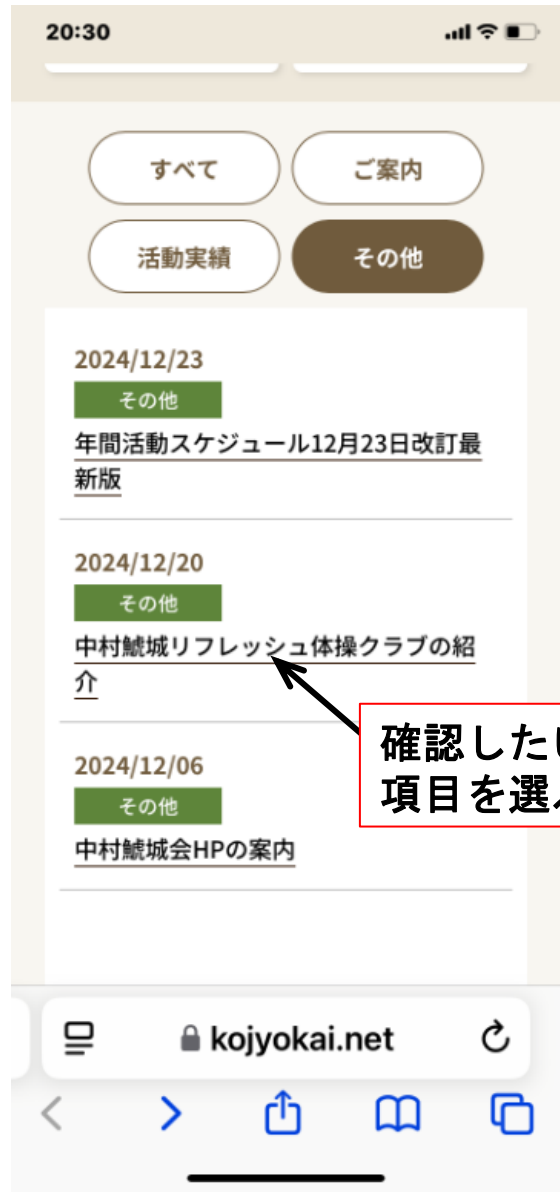 20:30
すべて
ご案内
活動実績
その他
2024/12/23
その他
年間活動スケジュール12月23日改訂最
新版
2024/12/20
その他
中村鯱城リフレッシュ体操クラブの紹
介
確認した
項目を選
2024/12/06
その他
中村鯱城会HPの案内
kojyokai.net